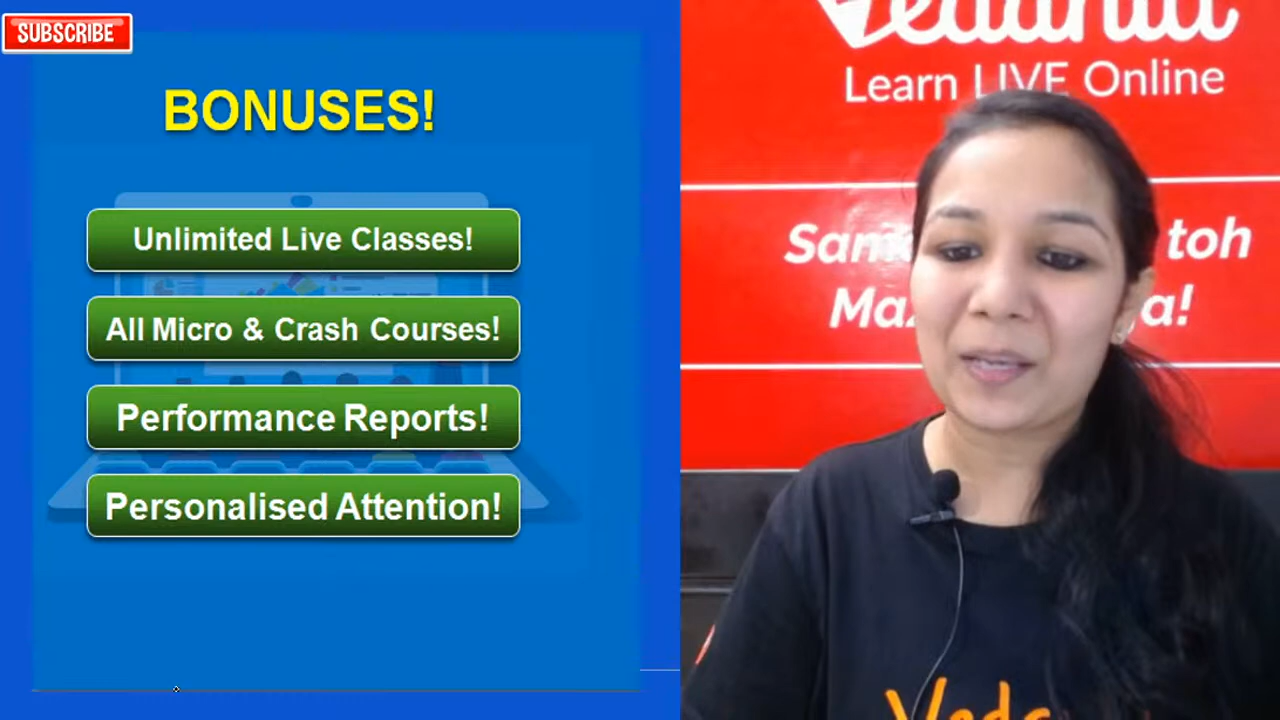 SUBSCRIBE
BONUSES!
Unlimited Live Classes!
All Micro & Crash Courses!
Performance Reports!
Personalised Attention!
Learn LIVE Online
toh